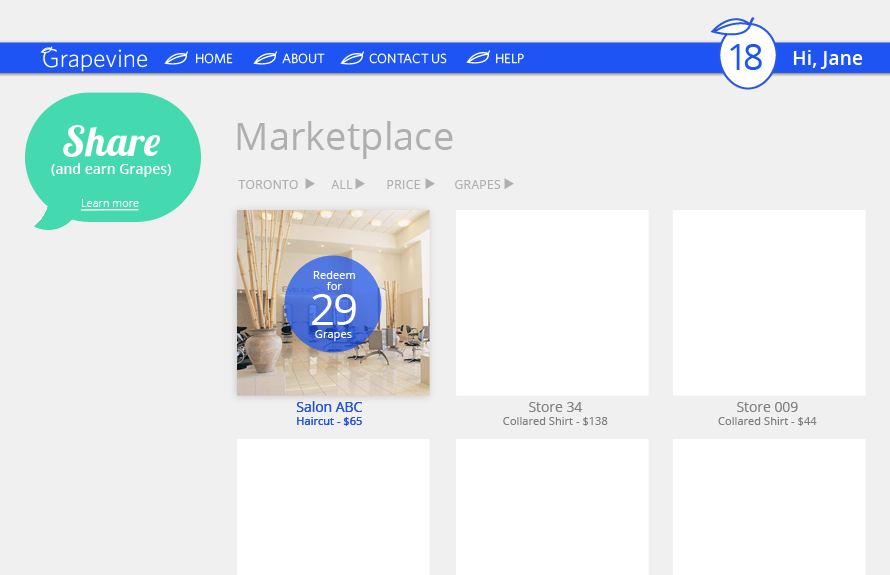 Grapevine
HOME
ABOUT
CONTACT US
HELP
18
Hi, Jane
Share
(and earn Grapes)
Learn more
Marketplace
TORONTO
ALL
PRICE
GRAPES
Redeem
for
29
Grapes
Salon ABC
Haircut - $65
Store 34
Collared Shirt - $138
Store 009
Collared Shirt - $44